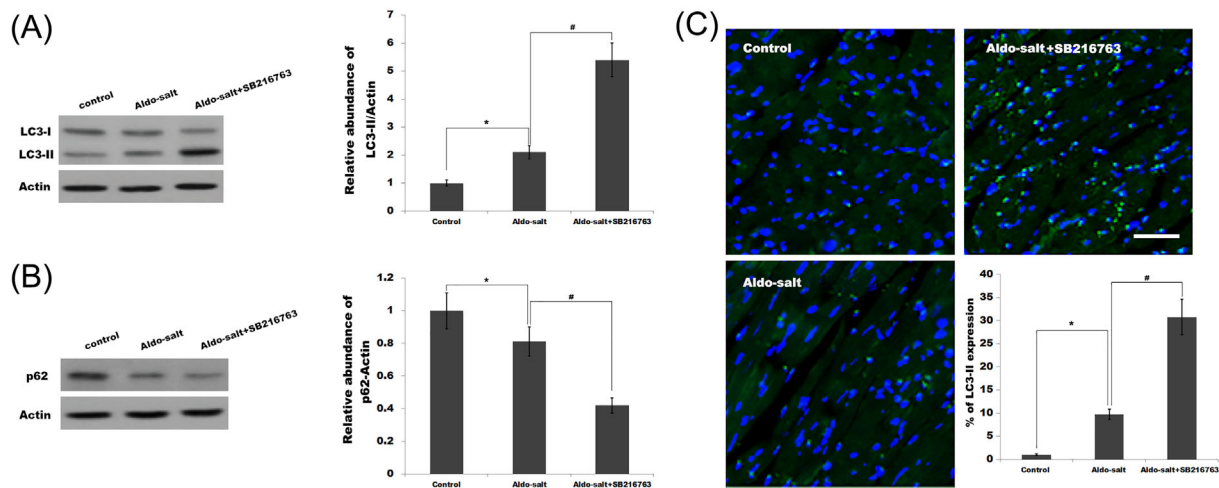 (A)
control
Aldo-salt
Aldo-salt+SB216763
LC3-I
LC3-II
Actin
Relative abundance of
LC3-II/Actin
7
6
5
4
3
2
1
0
*
#
Control
Aldo-salt
Aldo-salt+SB216763
(B)
control
Aldo-salt
Aldo-salt+SB216763
p62
Actin
Relative abundance of
p62-Actin
1.2
1
0.8
0.6
0.4
0.2
0
*
#
Control
Aldo-salt
Aldo-salt+SB216763
(C)
Control
Aldo-salt+SB216763
Aldo-salt
% of LC3-II expression
40
35
30
25
20
15
10
5
0
*
#
Control
Aldo-salt
Aldo-salt+SB216763